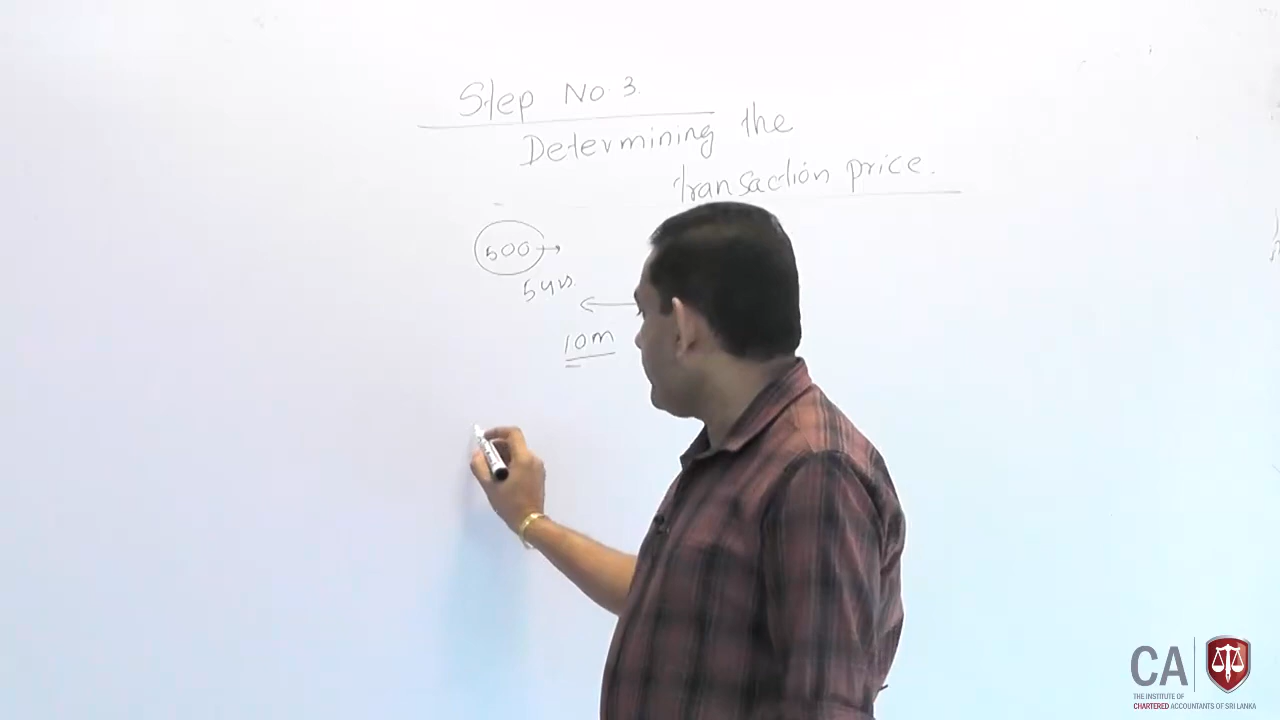 Step No. 3.
Determining the
transaction price.
500
5 yrs.
10m
CA
THE INSTITUTE OF
CHARTERED ACCOUNTANTS OF SRI LANKA